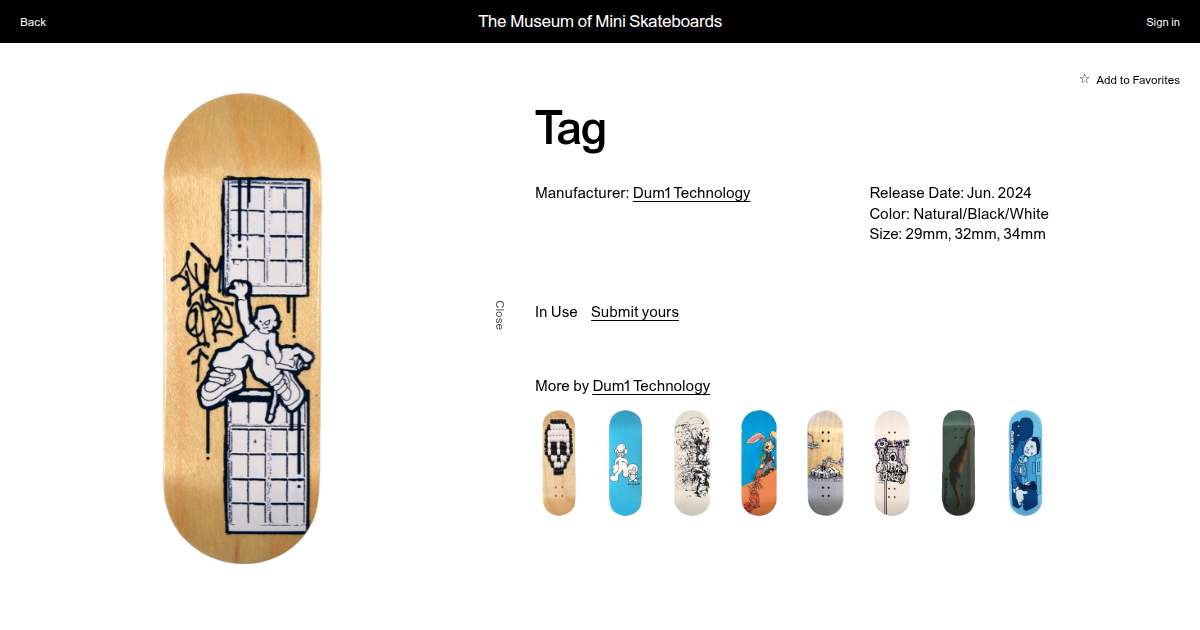 Back
The Museum of Mini Skateboards
Sign in
☆ Add to Favorites
Tag
Manufacturer: Dum1 Technology
Release Date: Jun. 2024
Color: Natural/Black/White
Size: 29mm, 32mm, 34mm
Close
In Use Submit yours
More by Dum1 Technology